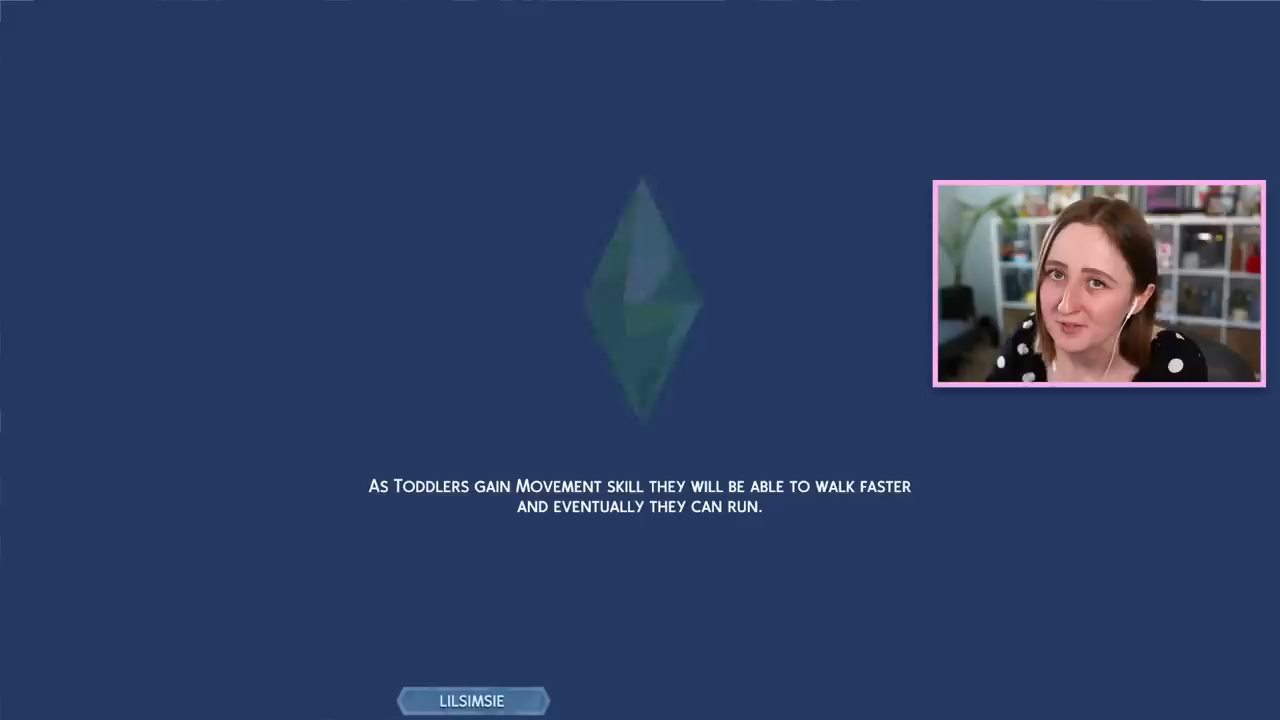 As Toddlers gain Movement skill they will be able to walk faster
and eventually they can run.
LILSIMSIE